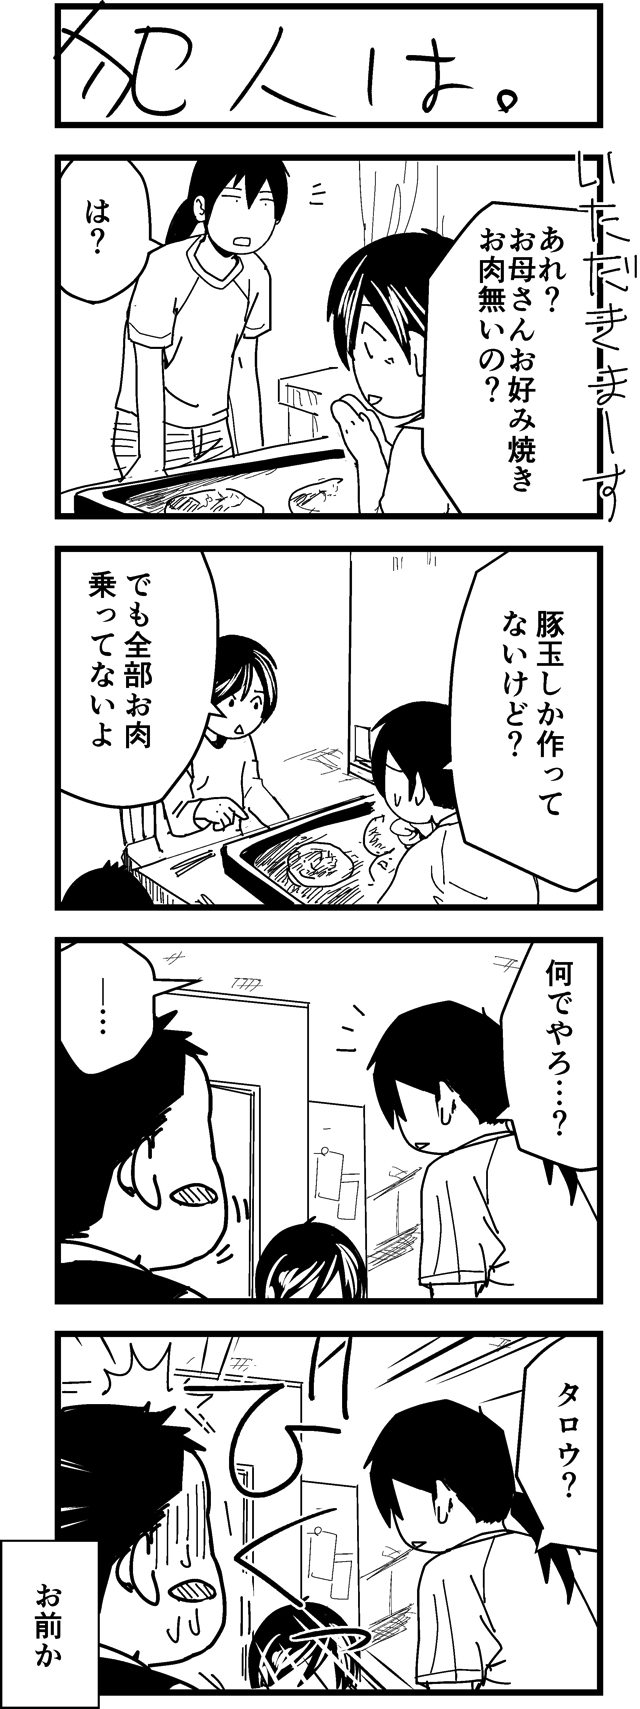 犯人は。
いただきまーす
あれ？
お母さんお好み焼き
お肉無いの？
は？
豚玉しか作って
ないけど？
でも全部お肉
乗ってないよ
何でやろ…？
…
タロウ？
びくっ
お前か